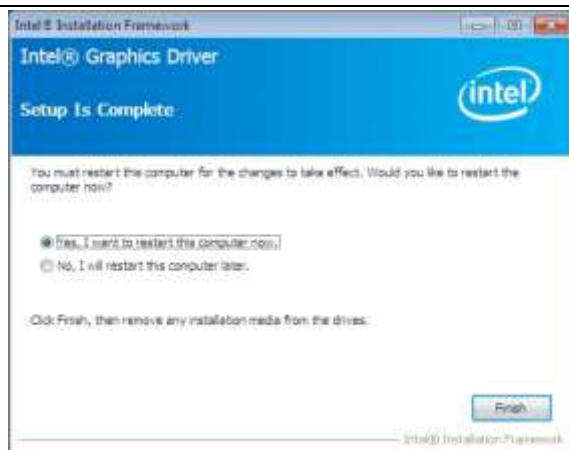 Intel® Installation Framework
Intel® Graphics Driver
intel
Setup Is Complete
You must restart this computer for the changes to take effect. Would you like to restart the
computer now?
Yes, I want to restart this computer now.
No, I will restart this computer later.
Click Finish, then remove any installation media from the drives.
Finish
Intel® Installation Framework